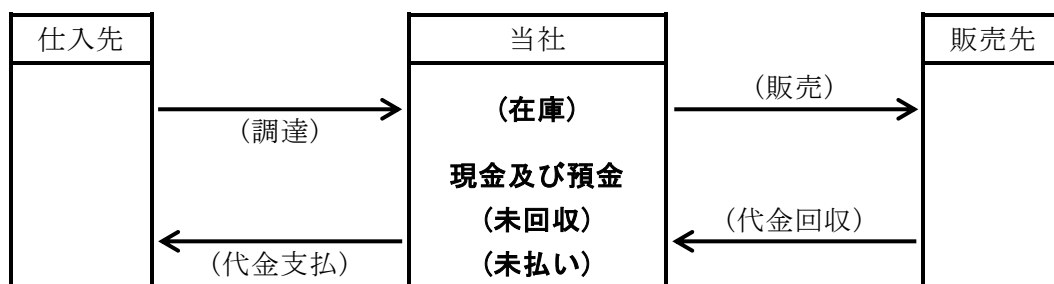 仕入先
当社
販売先
(調達)
(在庫)
(販売)
現金及び預金
(代金支払)
(未回収)
(代金回収)
(未払い)